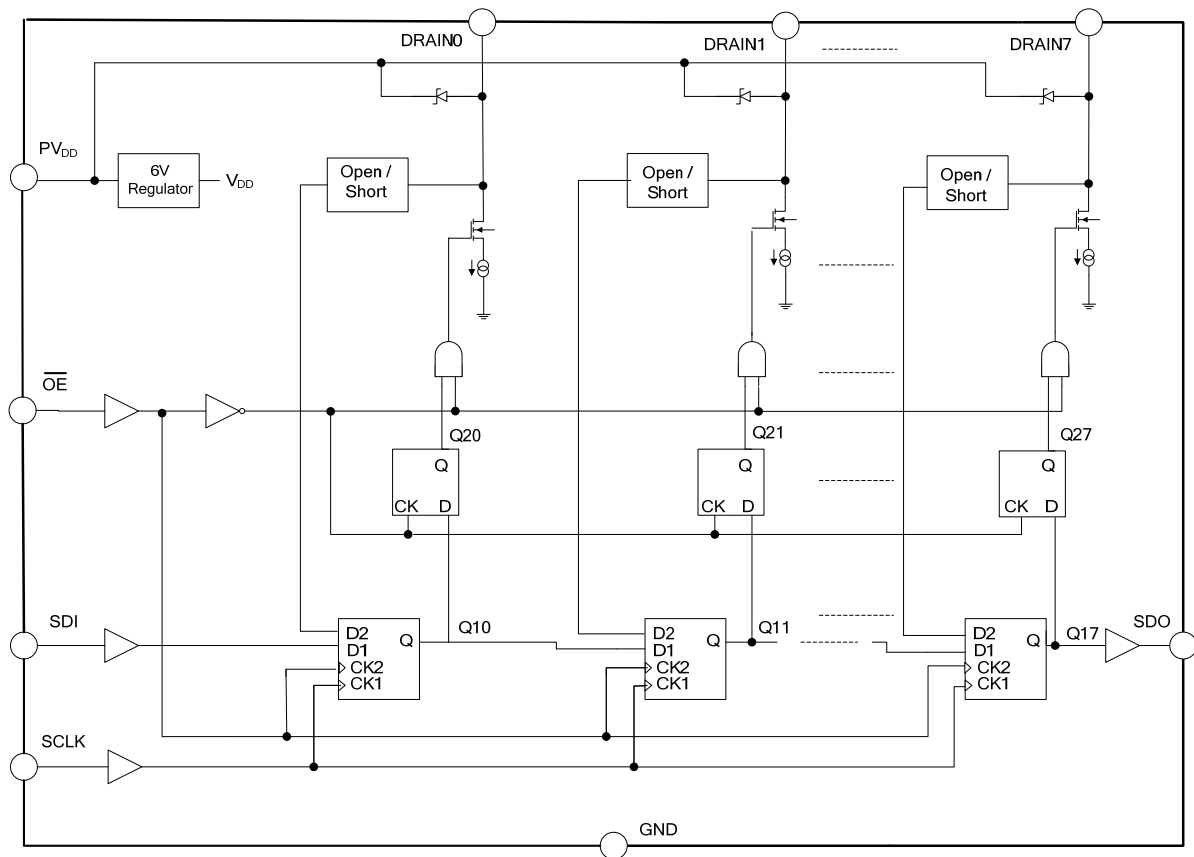 DRAIN0
DRAIN1
DRAIN7
PVDD
6V
Regulator
VDD
Open /
Short
Open /
Short
Open /
Short
OE
Q20
Q21
Q27
Q
CK D
Q
CK D
Q
CK D
SDI
D2
D1
CK2
CK1
Q
Q10
D2
D1
CK2
CK1
Q
Q11
D2
D1
CK2
CK1
Q
Q17
SDO
SCLK
GND